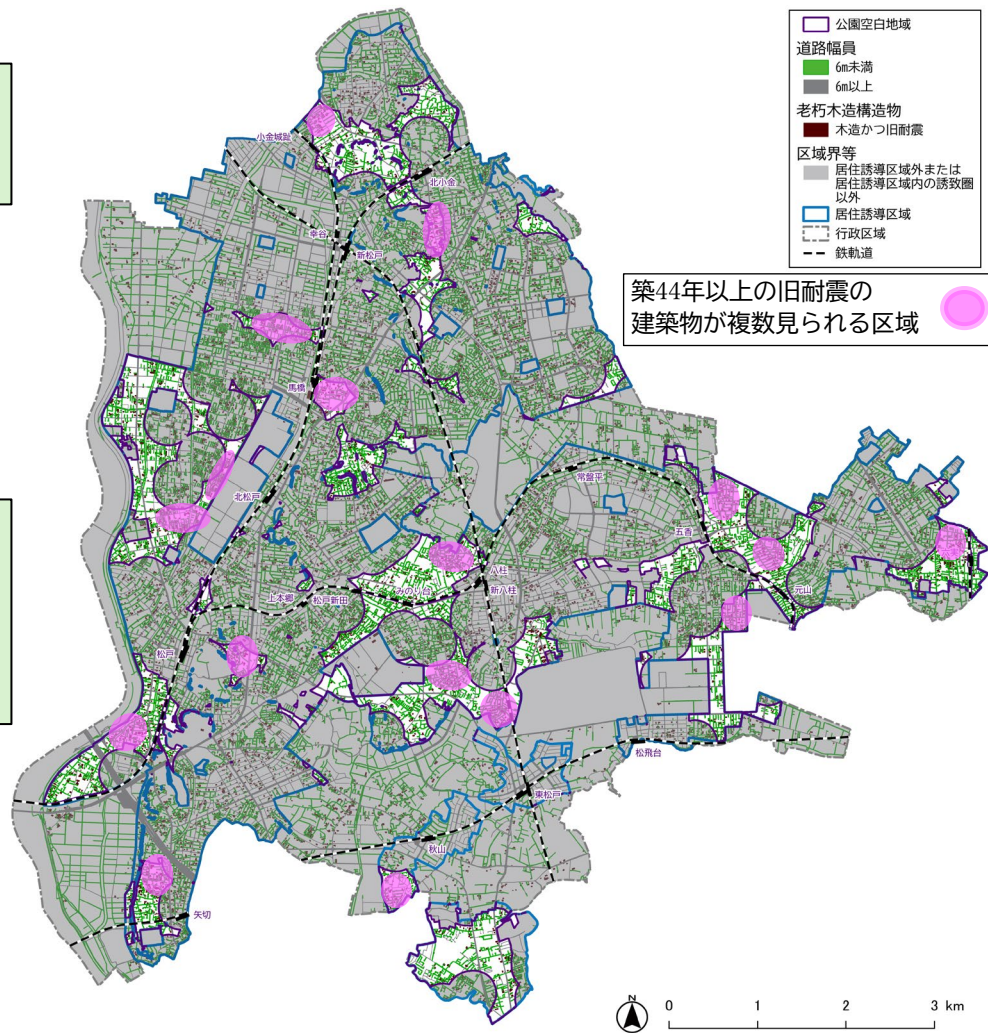 公園空白地域
道路幅員
6m未満
6m以上
老朽木造構造物
木造かつ旧耐震
区域界等
居住誘導区域外または
居住誘導区域内の誘致圏
以外
居住誘導区域
行政区域
鉄軌道
築44年以上の旧耐震の
建築物が複数見られる区域
小金城趾
北小金
幸谷
新松戸
馬橋
北松戸
常盤平
五香
八柱
みのり台
新八柱
元山
上本郷
松戸新田
松戸
松飛台
東松戸
秋山
矢切
N
0 1 2 3 km